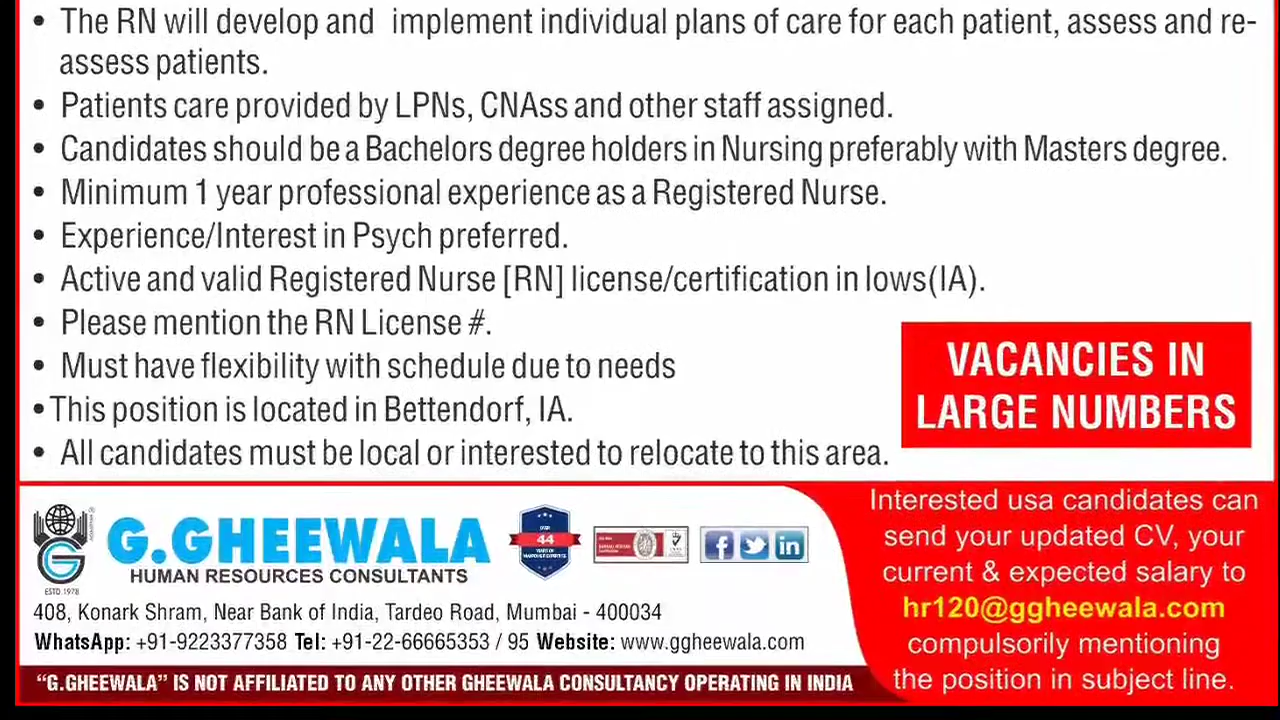 • The RN will develop and implement individual plans of care for each patient, assess and re-
assess patients.
• Patients care provided by LPNs, CNAss and other staff assigned.
• Candidates should be a Bachelors degree holders in Nursing preferably with Masters degree.
• Minimum 1 year professional experience as a Registered Nurse.
• Experience/Interest in Psych preferred.
• Active and valid Registered Nurse [RN] license/certification in Iows(IA).
• Please mention the RN License #.
• Must have flexibility with schedule due to needs
• This position is located in Bettendorf, IA.
• All candidates must be local or interested to relocate to this area.
VACANCIES IN
LARGE NUMBERS
G.GHEEWALA
HUMAN RESOURCES CONSULTANTS
ESTD.1978
OVER
44
YEARS OF
408, Konark Shram, Near Bank of India, Tardeo Road, Mumbai - 400034
WhatsApp: +91-9223377358 Tel: +91-22-66665353 / 95 Website: www.ggheewala.com
“G.GHEEWALA” IS NOT AFFILIATED TO ANY OTHER GHEEWALA CONSULTANCY OPERATING IN INDIA
Interested usa candidates can
send your updated CV, your
current & expected salary to
hr120@ggheewala.com
compulsorily mentioning
the position in subject line.